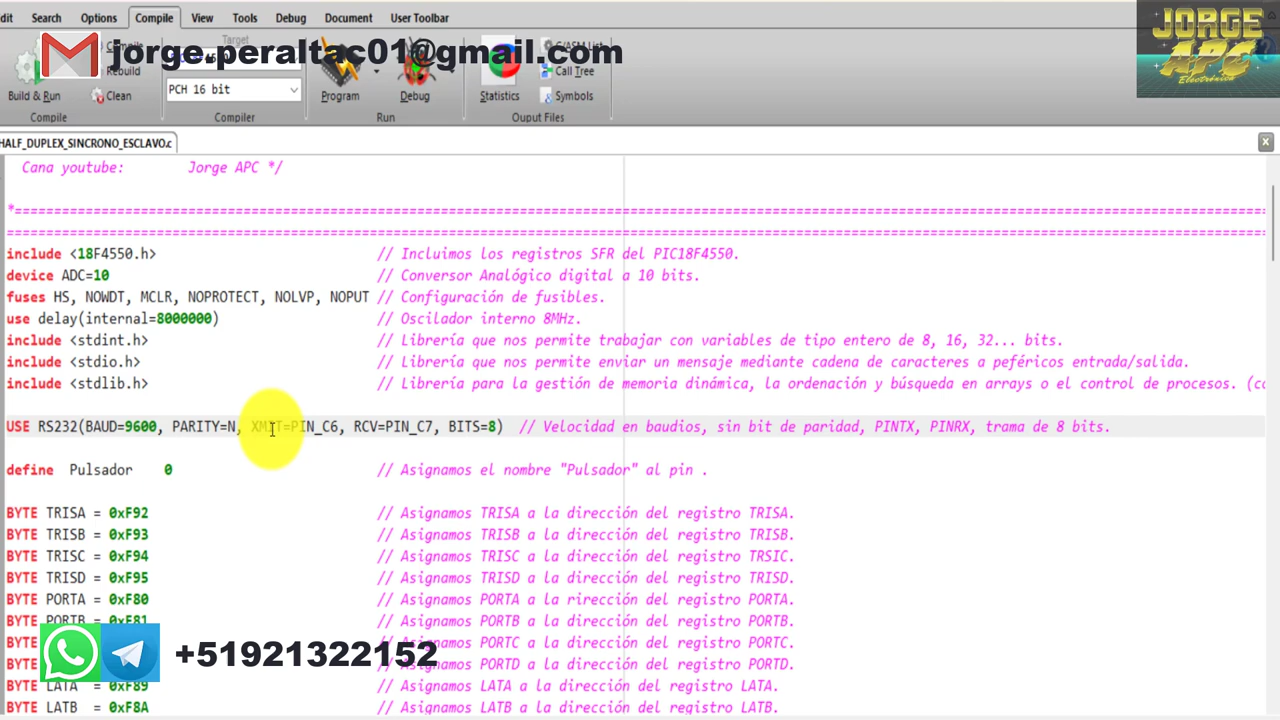 dit Search Options Compile View Tools Debug Document User Toolbar
jorge.peraltac01@gmail.com
JORGE
APC
Electrónica
Target
Rebuild
Call Tree
Build & Run Clean PCH 16 bit Program Debug Statistics Symbols
Compile Compiler Run Ouput Files
HALF_DUPLEX_SINCRONO_ESCLAVO.c
Cana youtube: Jorge APC */
*============================================================
============================================================
include <18F4550.h> // Incluimos los registros SFR del PIC18F4550.
device ADC=10 // Conversor Analógico digital a 10 bits.
fuses HS, NOWDT, MCLR, NOPROTECT, NOLVP, NOPUT // Configuración de fusibles.
use delay(internal=8000000) // Oscilador interno 8MHz.
include <stdint.h> // Librería que nos permite trabajar con variables de tipo entero de 8, 16, 32... bits.
include <stdio.h> // Librería que nos permite enviar un mensaje mediante cadena de caracteres a peféricos entrada/salida.
include <stdlib.h> // Librería para la gestión de memoria dinámica, la ordenación y búsqueda en arrays o el control de procesos. (co
USE RS232(BAUD=9600, PARITY=N, XMIT=PIN_C6, RCV=PIN_C7, BITS=8) // Velocidad en baudios, sin bit de paridad, PINTX, PINRX, trama de 8 bits.
define Pulsador 0 // Asignamos el nombre "Pulsador" al pin .
BYTE TRISA = 0xF92 // Asignamos TRISA a la dirección del registro TRISA.
BYTE TRISB = 0xF93 // Asignamos TRISB a la dirección del registro TRISB.
BYTE TRISC = 0xF94 // Asignamos TRISC a la dirección del registro TRSIC.
BYTE TRISD = 0xF95 // Asignamos TRISD a la dirección del registro TRISD.
BYTE PORTA = 0xF80 // Asignamos PORTA a rirección del registro PORTA.
BYTE PORTB = 0xF81 // Asignamos PORTB a la dirección del registro PORTB.
// Asignamos PORTC a la dirección del registro PORTC.
// Asignamos PORTD a la dirección del registro PORTD.
+51921322152
BYTE LATA = 0xF89 // Asignamos LATA a la dirección del registro LATA.
BYTE LATB = 0xF8A // Asignamos LATB a la dirección del registro LATB.